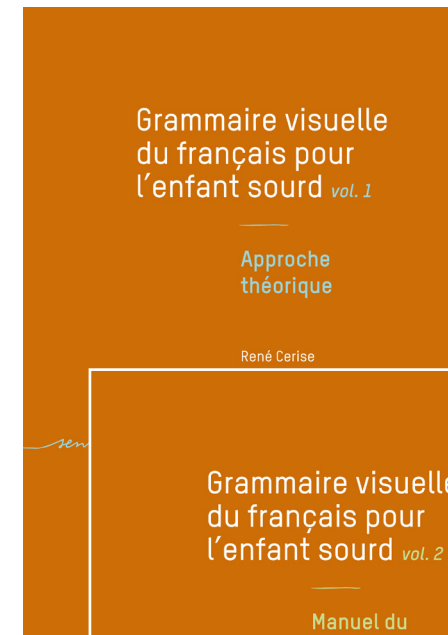 Grammaire visuelle
du français pour
l'enfant sourd vol. 1
Approche
théorique
René Cerise
sen
Grammaire visuelle
du français pour
l'enfant sourd vol. 2
Manuel du